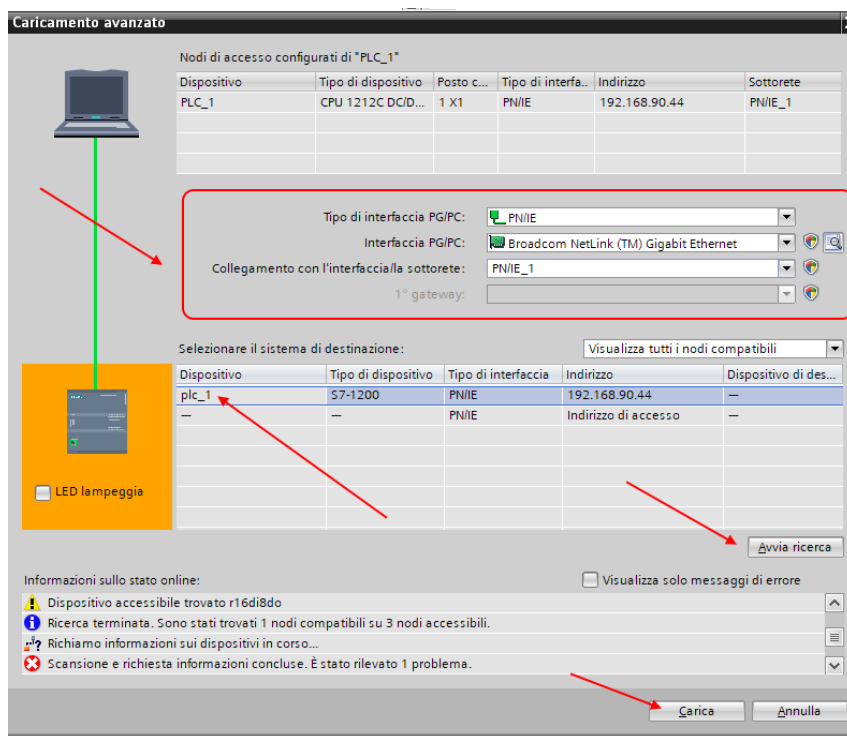 Caricamento avanzato
Nodi di accesso configurati di "PLC_1"
Dispositivo Tipo di dispositivo Posto c... Tipo di interfa.. Indirizzo Sottorete
PLC_1 CPU 1212C DC/D... 1 X1 PN/IE 192.168.90.44 PN/IE_1
Tipo di interfaccia PG/PC: PN/IE
Interfaccia PG/PC: Broadcom NetLink (TM) Gigabit Ethernet
Collegamento con l'interfaccia/la sottorete: PN/IE_1
1° gateway:
Selezionare il sistema di destinazione: Visualizza tutti i nodi compatibili
Dispositivo Tipo di dispositivo Tipo di interfaccia Indirizzo Dispositivo di des...
plc_1 S7-1200 PN/IE 192.168.90.44 —
— — PN/IE Indirizzo di accesso —
LED lampeggia
Avvia ricerca
Informazioni sullo stato online: Visualizza solo messaggi di errore
Dispositivo accessibile trovato r16di8do
Ricerca terminata. Sono stati trovati 1 nodi compatibili su 3 nodi accessibili.
Richiamo informazioni sui dispositivi in corso...
Scansione e richiesta informazioni concluse. È stato rilevato 1 problema.
Carica Annulla